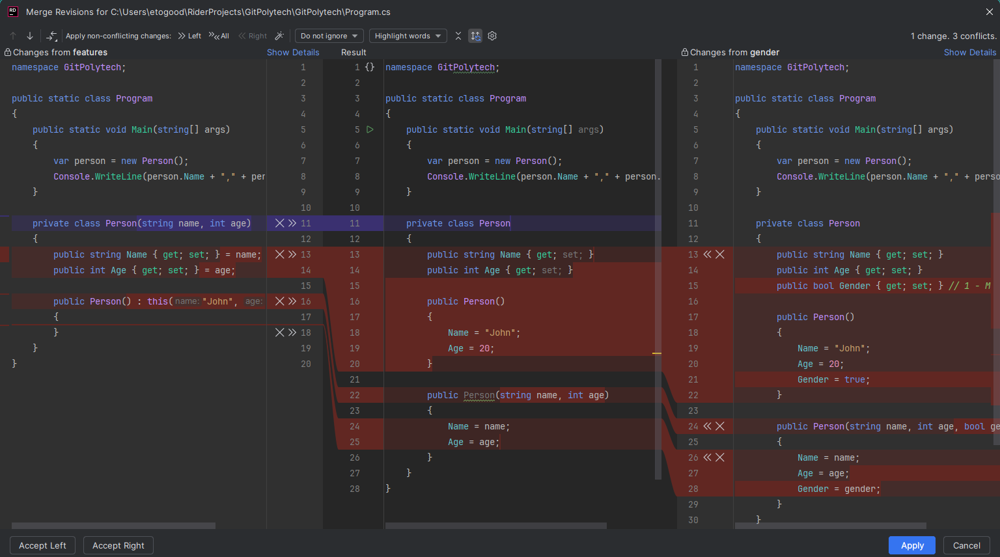 RD Merge Revisions for C:\Users\etogood\RiderProjects\GitPolytech\GitPolytech\Program.cs
Apply non-conflicting changes: Left All Right Do not ignore Highlight words 1 change. 3 conflicts.
Changes from features Show Details
namespace GitPolytech; 1
2
public static class Program 3
{ 4
public static void Main(string[] args) 5
{ 6
var person = new Person(); 7
Console.WriteLine(person.Name + "," + per 8
} 9
10
private class Person(string name, int age) 11
{ 12
public string Name { get; set; } = name; 13
public int Age { get; set; } = age; 14
15
public Person() : this( name: "John", age: 16
{ 17
} 18
} 19
} 20
Result
1 {} namespace GitPolytech;
2
3 public static class Program
4 {
5 public static void Main(string[] args)
6 {
7 var person = new Person();
8 Console.WriteLine(person.Name + "," + person.
9 }
10
11 private class Person
12 {
13 public string Name { get; set; }
14 public int Age { get; set; }
15
16 public Person()
17 {
18 Name = "John";
19 Age = 20;
20 }
21
22 public Person(string name, int age)
23 {
24 Name = name;
25 Age = age;
26 }
27 }
28 }
Changes from gender Show Details
1 namespace GitPolytech;
2
3 public static class Program
4 {
5 public static void Main(string[] args)
6 {
7 var person = new Person();
8 Console.WriteLine(person.Name + "," + perso
9 }
10
11 private class Person
12 {
13 public string Name { get; set; }
14 public int Age { get; set; }
15 public bool Gender { get; set; } // 1 - M
16
17 public Person()
18 {
19 Name = "John";
20 Age = 20;
21 Gender = true;
22 }
23
24 public Person(string name, int age, bool ge
25 {
26 Name = name;
27 Age = age;
28 Gender = gender;
29 }
30 }
Accept Left Accept Right Apply Cancel